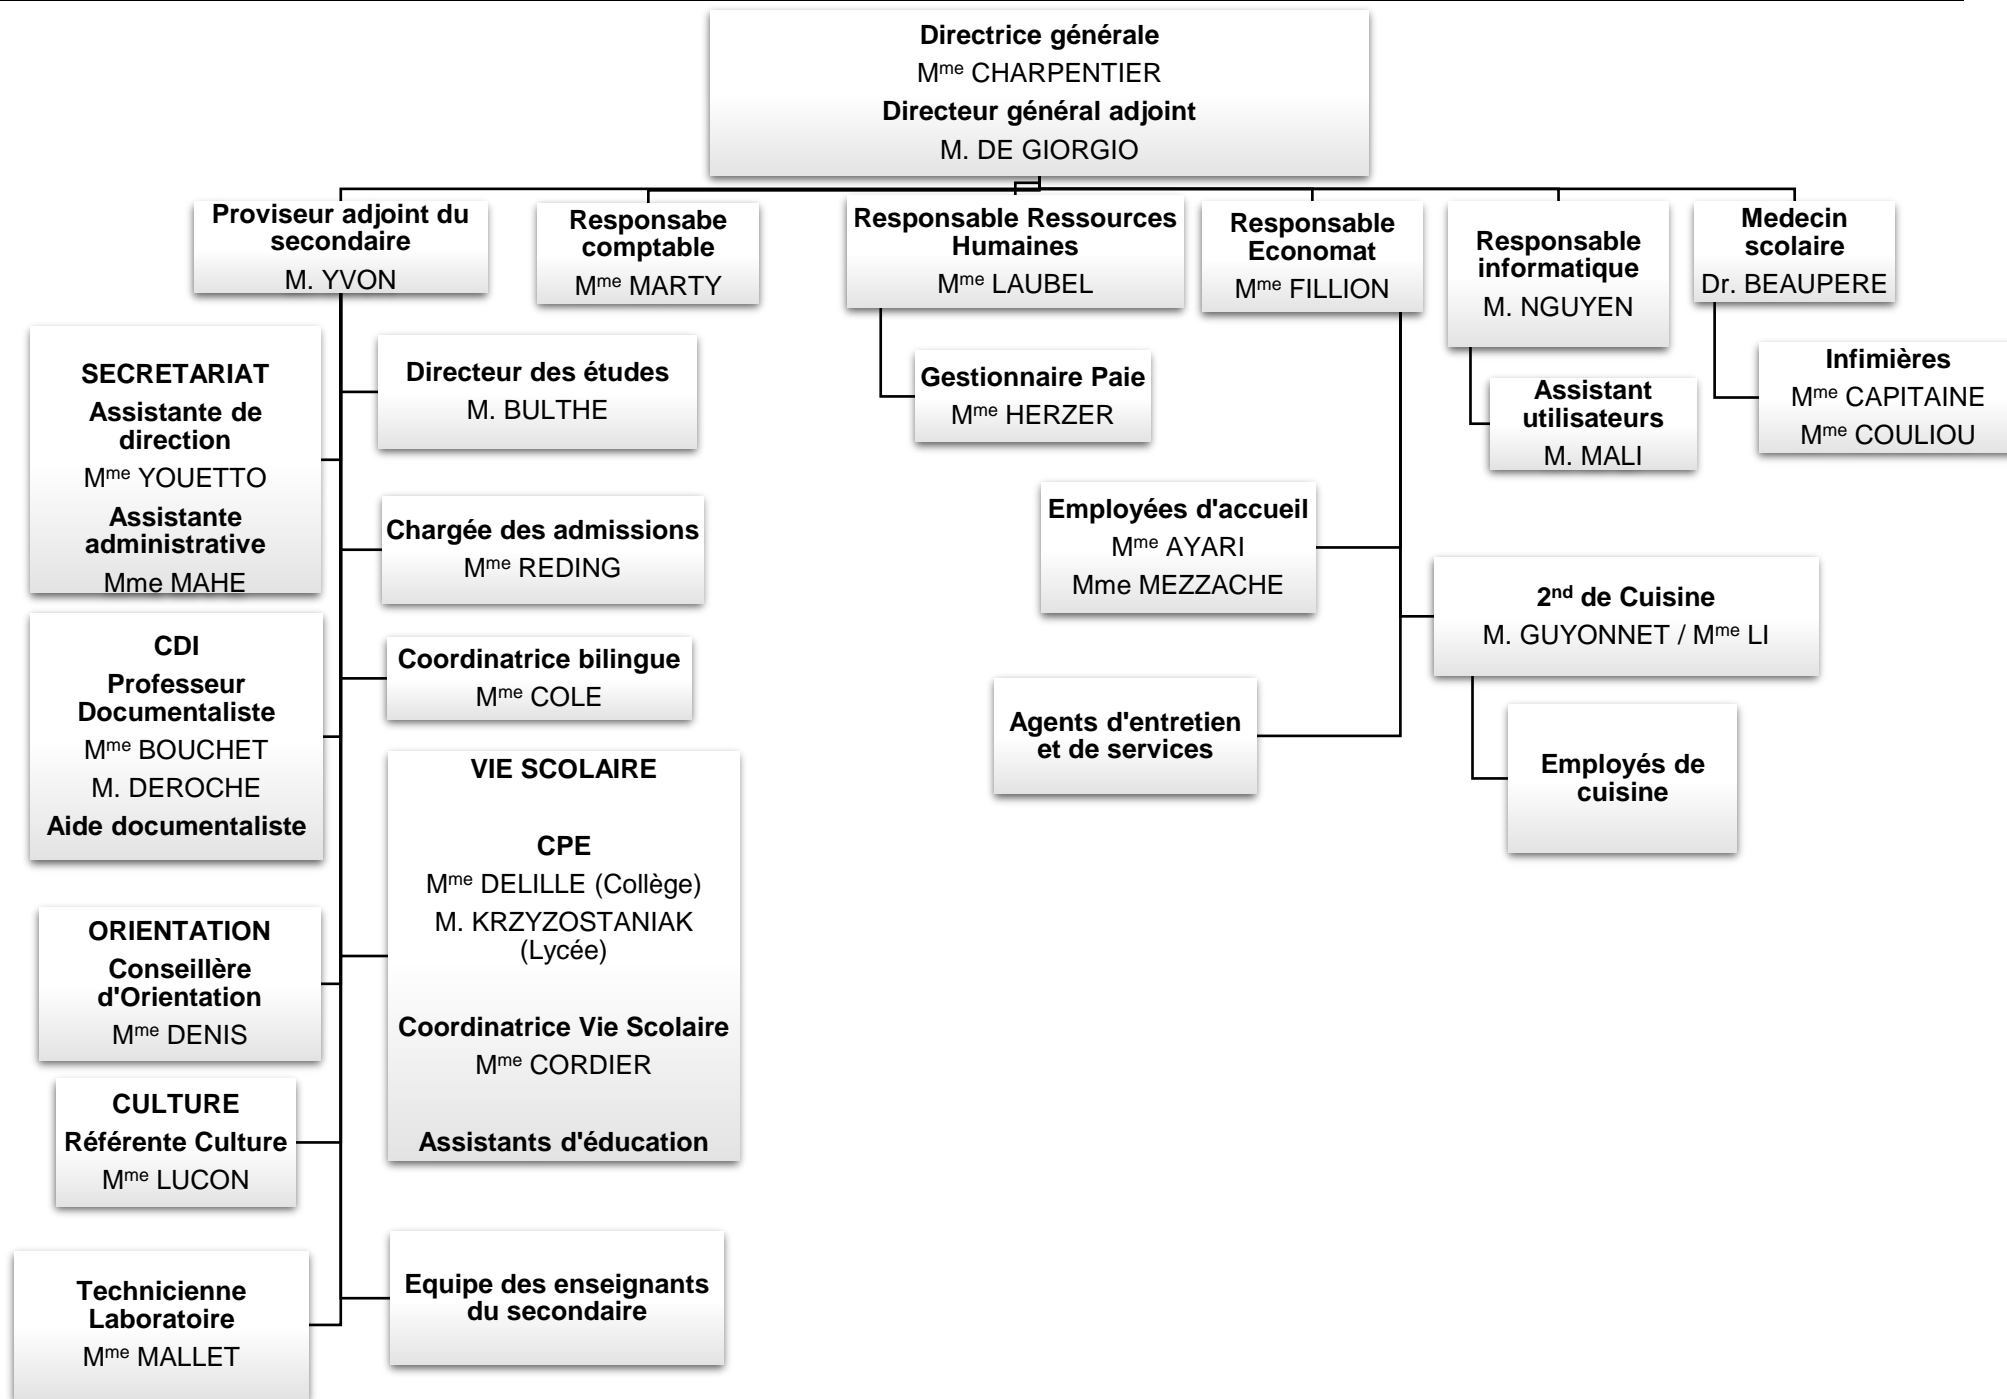 Directrice générale
Mme CHARPENTIER
Directeur général adjoint
M. DE GIORGIO
Proviseur adjoint du
secondaire
M. YVON
Responsabe
comptable
Mme MARTY
Responsable Ressources
Humaines
Mme LAUBEL
Responsable
Economat
Mme FILLION
Responsable
informatique
M. NGUYEN
Medecin
scolaire
Dr. BEAUPERE
SECRETARIAT
Assistante de
direction
Mme YOUETTO
Assistante
administrative
Mme MAHE
Directeur des études
M. BULTHE
Gestionnaire Paie
Mme HERZER
Assistant
utilisateurs
M. MALI
Infimières
Mme CAPITAINE
Mme COULIOU
Chargée des admissions
Mme REDING
Employées d'accueil
Mme AYARI
Mme MEZZACHE
2nd de Cuisine
M. GUYONNET / Mme LI
CDI
Professeur
Documentaliste
Mme BOUCHET
M. DEROCHE
Aide documentaliste
Coordinatrice bilingue
Mme COLE
Agents d'entretien
et de services
Employés de
cuisine
VIE SCOLAIRE
CPE
Mme DELILLE (Collège)
M. KRZYZOSTANIAK
(Lycée)
Coordinatrice Vie Scolaire
Mme CORDIER
Assistants d'éducation
ORIENTATION
Conseillère
d'Orientation
Mme DENIS
CULTURE
Référente Culture
Mme LUCON
Technicienne
Laboratoire
Mme MALLET
Equipe des enseignants
du secondaire